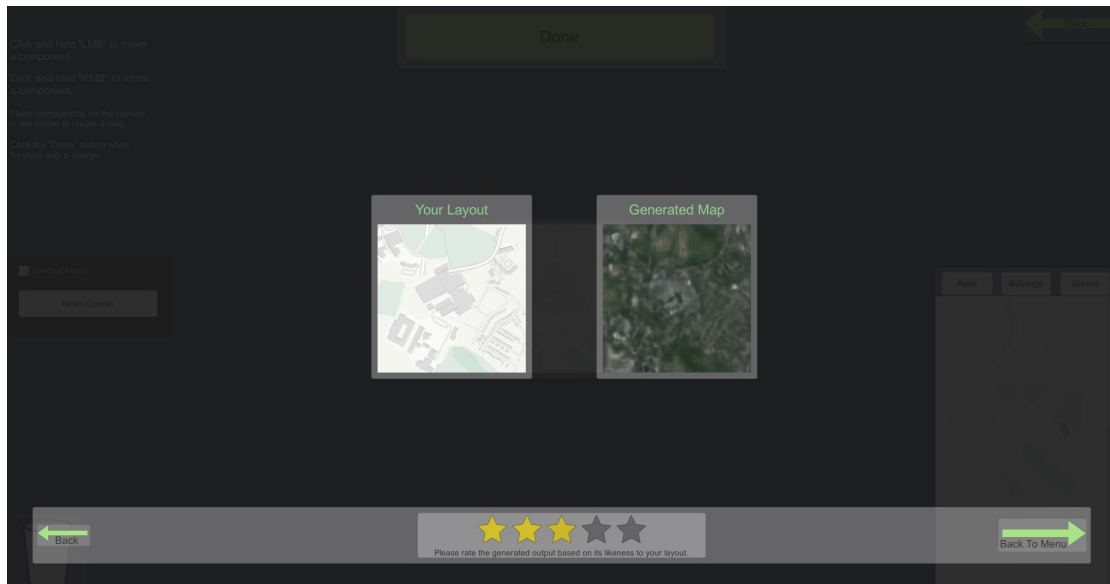 Click and hold "LMB" to move
a component.
Click and hold "RMB" to rotate
a component.
Place components on the canvas
in the centre to create a map.
Click the "Done" button when
finished with a design.
Done
Back
Your Layout
Generated Map
Reset Canvas
Road
Buildings
Greens
Back
Please rate the generated output based on its likeness to your layout.
Back To Menu